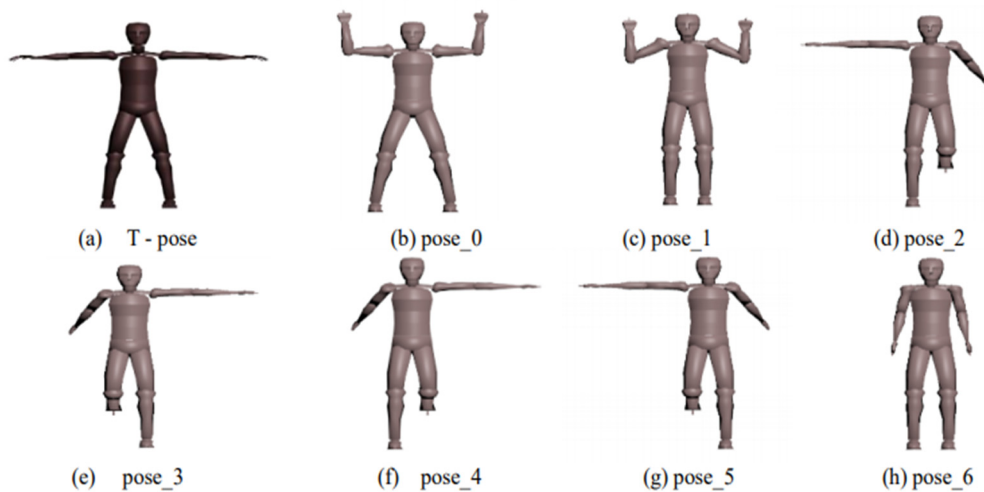 (a) T - pose
(b) pose_0
(c) pose_1
(d) pose_2
(e) pose_3
(f) pose_4
(g) pose_5
(h) pose_6